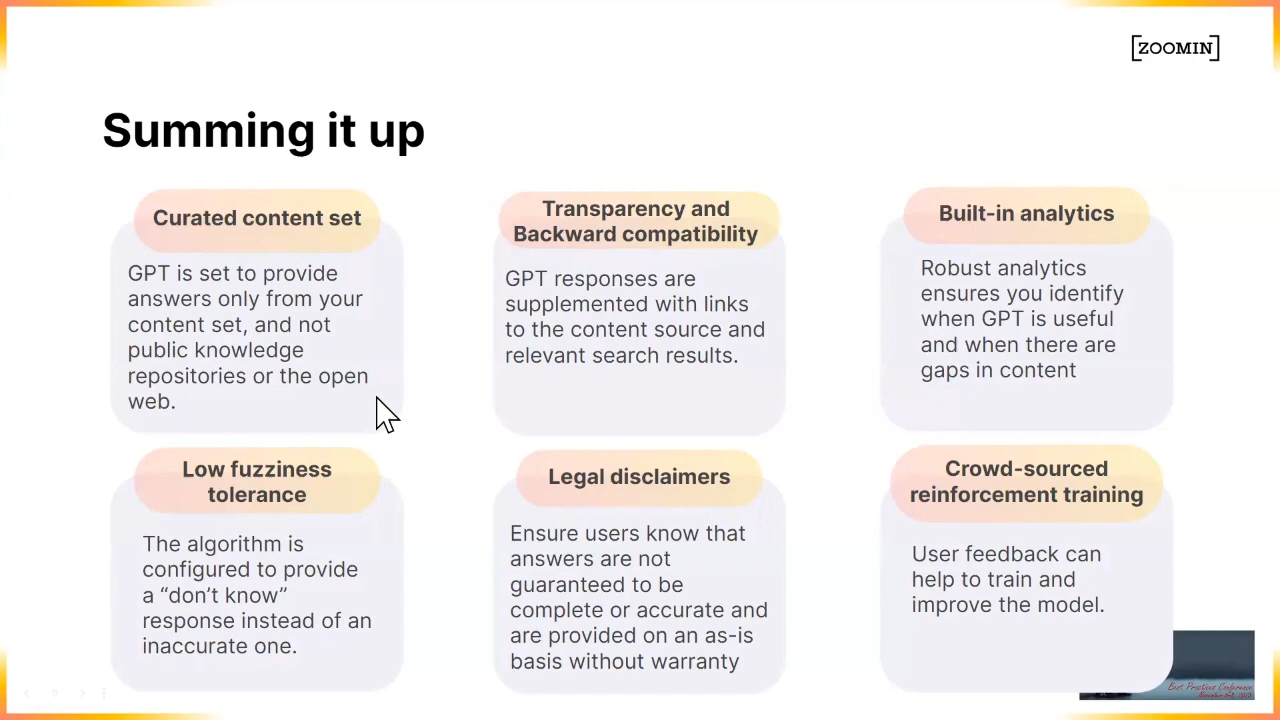 [ZOOMIN]
Summing it up
Curated content set
GPT is set to provide
answers only from your
content set, and not
public knowledge
repositories or the open
web.
Transparency and
Backward compatibility
GPT responses are
supplemented with links
to the content source and
relevant search results.
Built-in analytics
Robust analytics
ensures you identify
when GPT is useful
and when there are
gaps in content
Low fuzziness
tolerance
The algorithm is
configured to provide
a “don’t know”
response instead of an
inaccurate one.
Legal disclaimers
Ensure users know that
answers are not
guaranteed to be
complete or accurate and
are provided on an as-is
basis without warranty
Crowd-sourced
reinforcement training
User feedback can
help to train and
improve the model.
Best Practices Conference